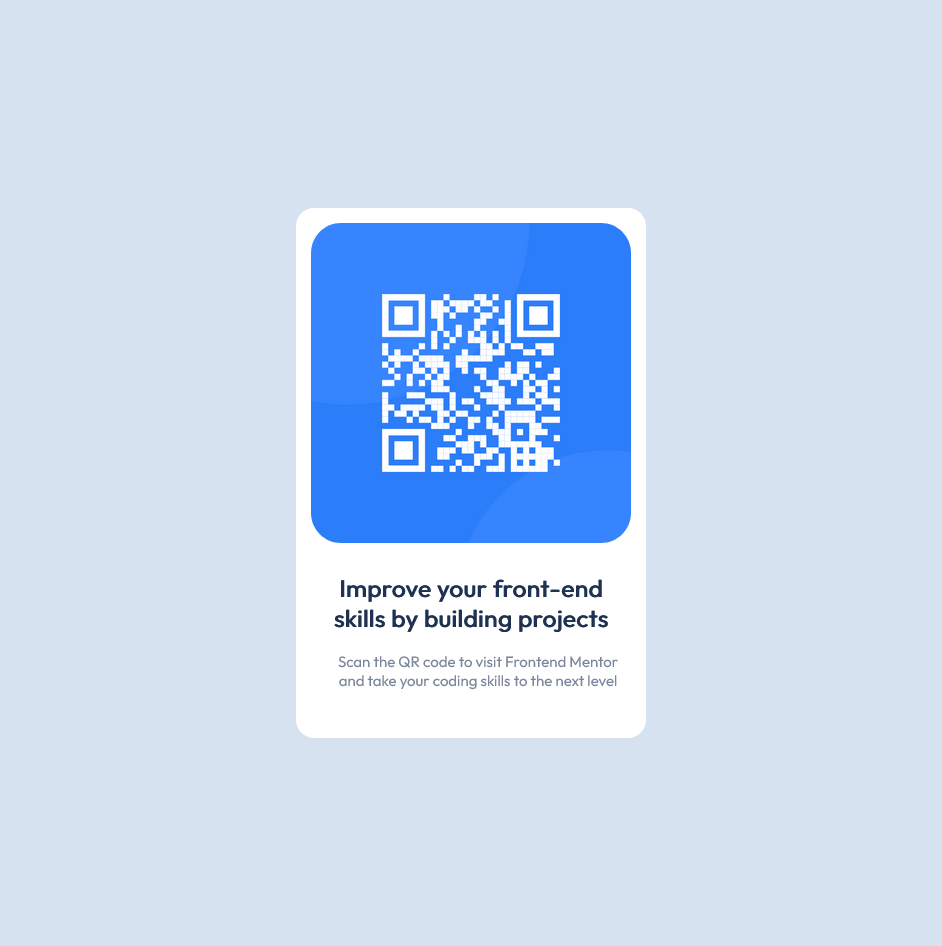 Improve your front-end
skills by building projects
Scan the QR code to visit Frontend Mentor
and take your coding skills to the next level